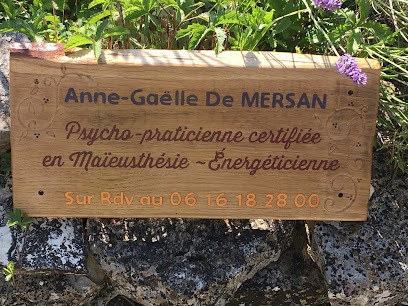 Anne-Gaëlle De MERSAN
Psycho-praticienne certifiée
en Maïeusthésie ~Énergéticienne
Sur Rdv au 06 16 18 28 00